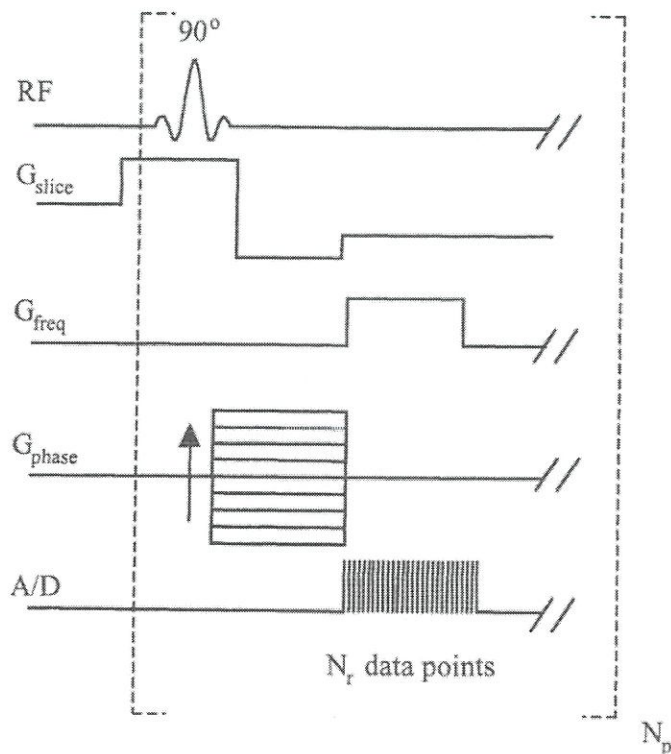 90°
RF
G_slice
G_freq
G_phase
A/D
N_r data points
N_p